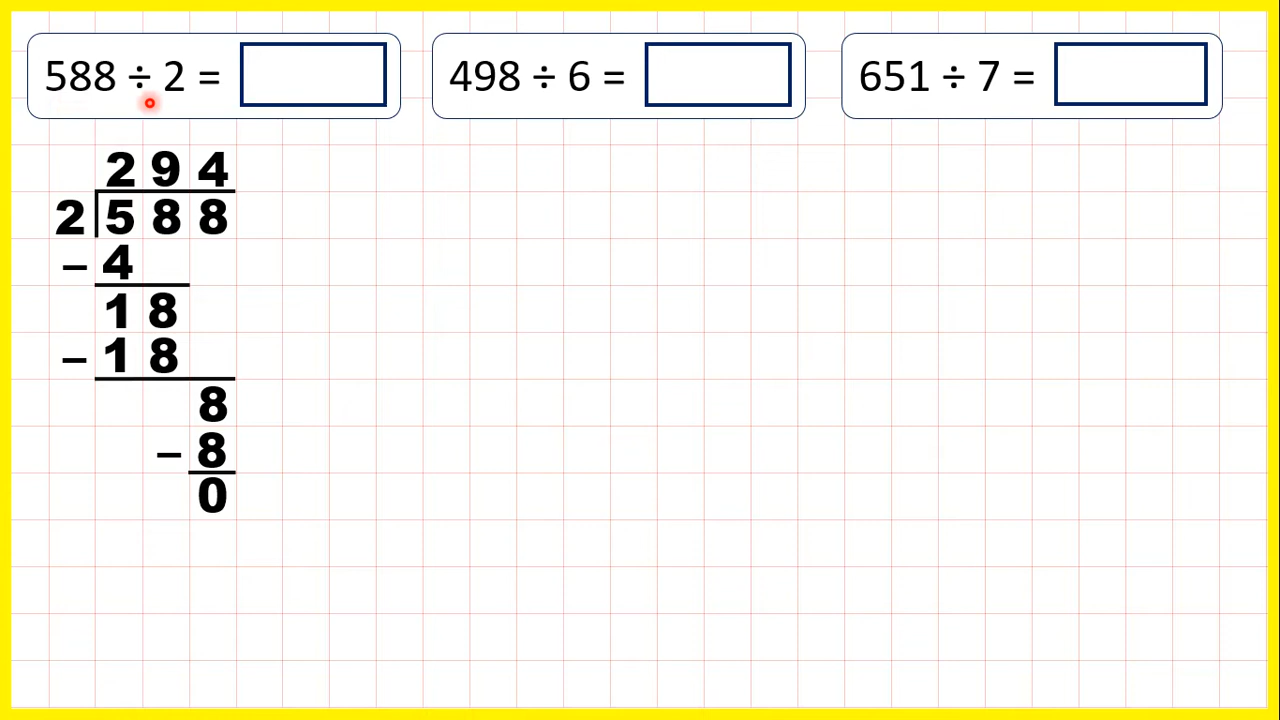 588 ÷ 2 =
498 ÷ 6 =
651 ÷ 7 =
2 9 4
2 5 8 8
– 4
1 8
– 1 8
8
– 8
0